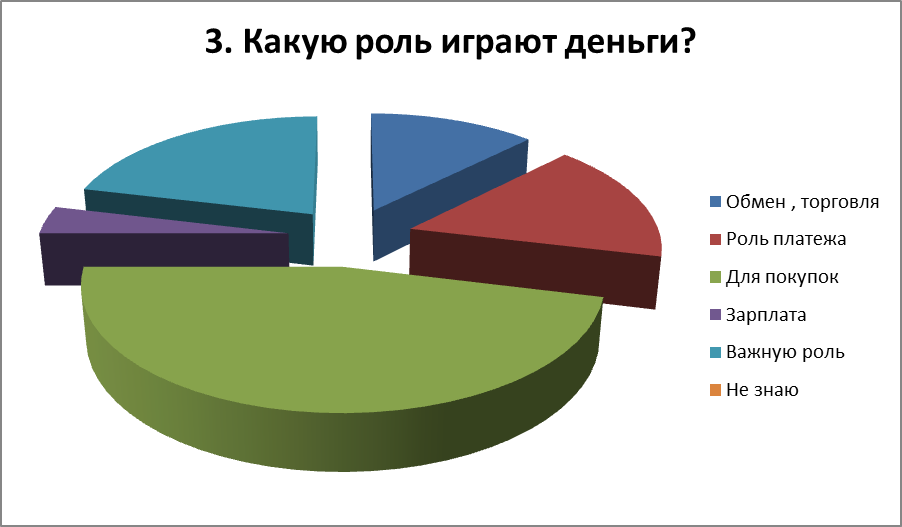 3. Какую роль играют деньги?
Обмен , торговля
Роль платежа
Для покупок
Зарплата
Важную роль
Не знаю